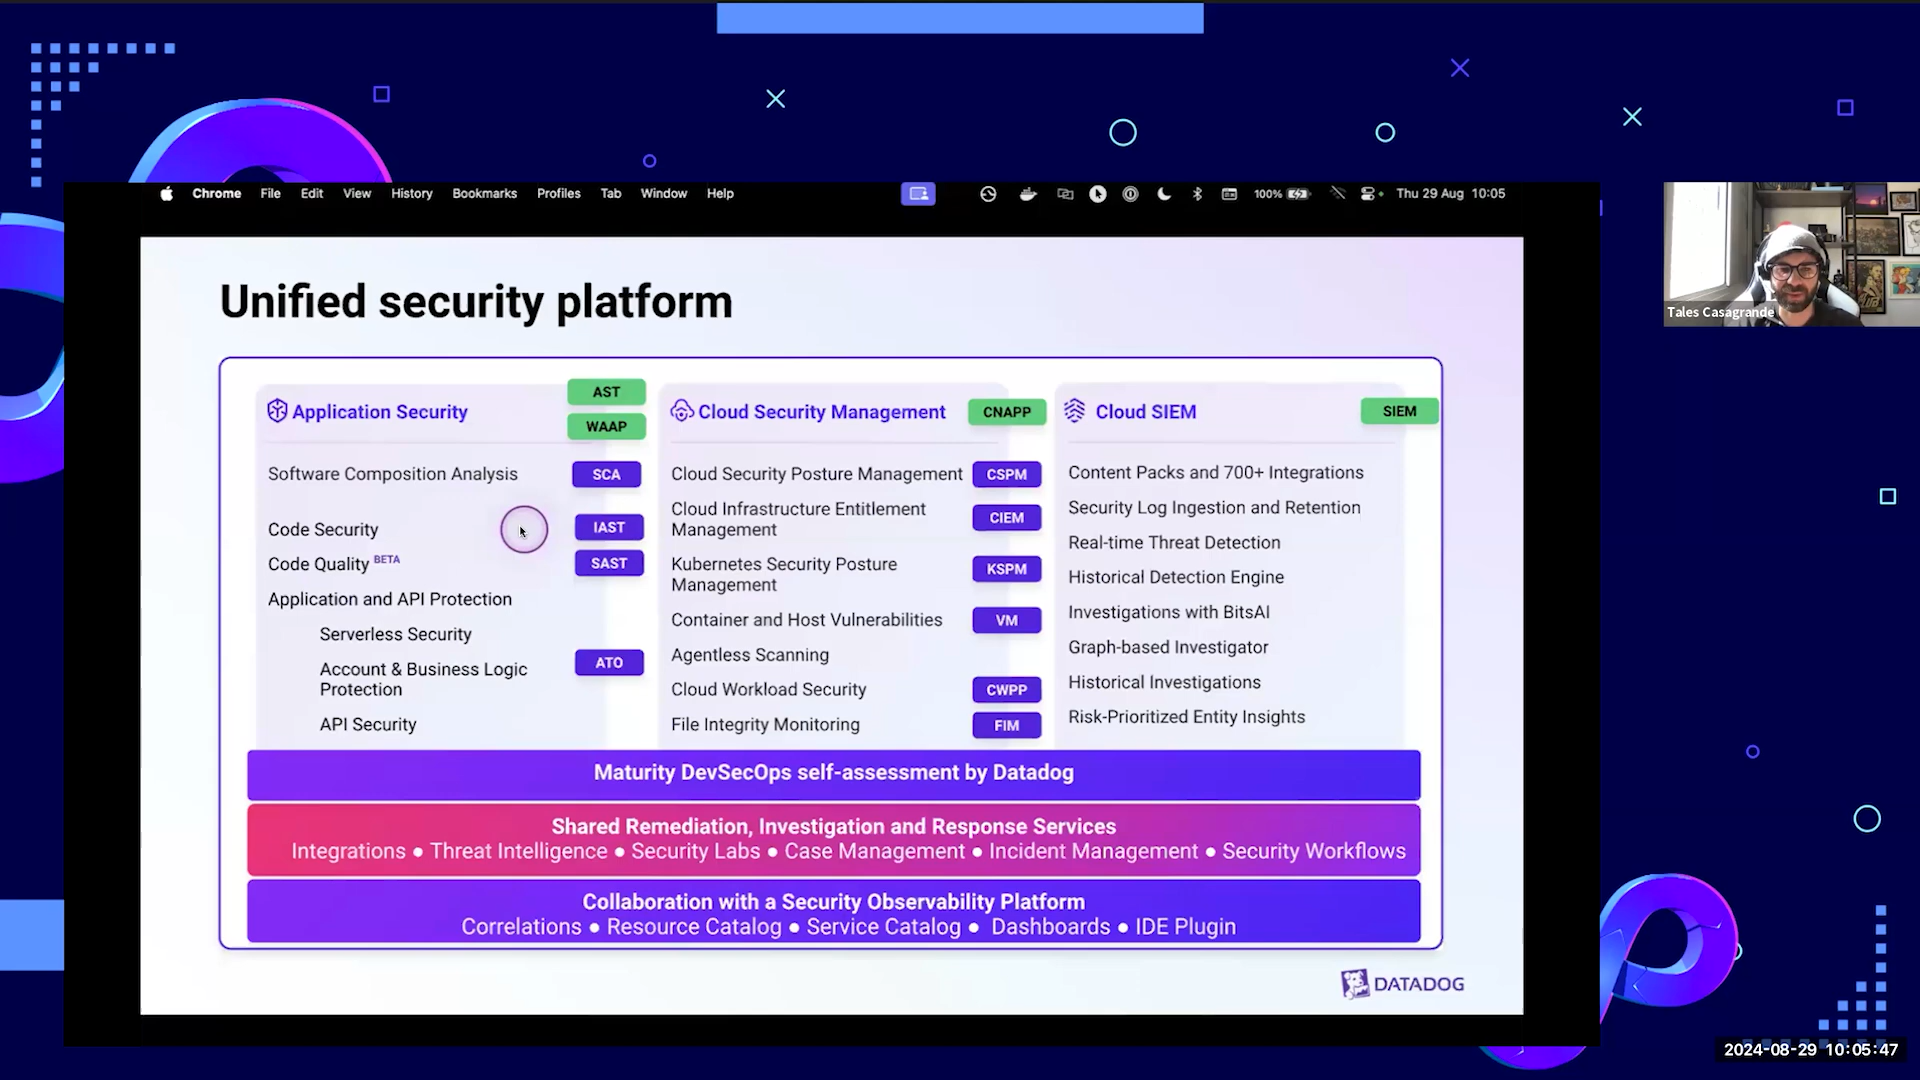 Chrome File Edit View History Bookmarks Profiles Tab Window Help 100% Thu 29 Aug 10:05
Tales Casagrande
Unified security platform
Application Security
AST
WAAP
Software Composition Analysis SCA
Code Security IAST
Code Quality BETA SAST
Application and API Protection
Serverless Security
Account & Business Logic
Protection
ATO
API Security
Cloud Security Management CNAPP
Cloud Security Posture Management CSPM
Cloud Infrastructure Entitlement
Management
CIEM
Kubernetes Security Posture
Management
KSPM
Container and Host Vulnerabilities VM
Agentless Scanning
Cloud Workload Security CWPP
File Integrity Monitoring FIM
Cloud SIEM SIEM
Content Packs and 700+ Integrations
Security Log Ingestion and Retention
Real-time Threat Detection
Historical Detection Engine
Investigations with BitsAI
Graph-based Investigator
Historical Investigations
Risk-Prioritized Entity Insights
Maturity DevSecOps self-assessment by Datadog
Shared Remediation, Investigation and Response Services
Integrations ● Threat Intelligence ● Security Labs ● Case Management ● Incident Management ● Security Workflows
Collaboration with a Security Observability Platform
Correlations ● Resource Catalog ● Service Catalog ● Dashboards ● IDE Plugin
DATADOG
2024-08-29 10:05:47